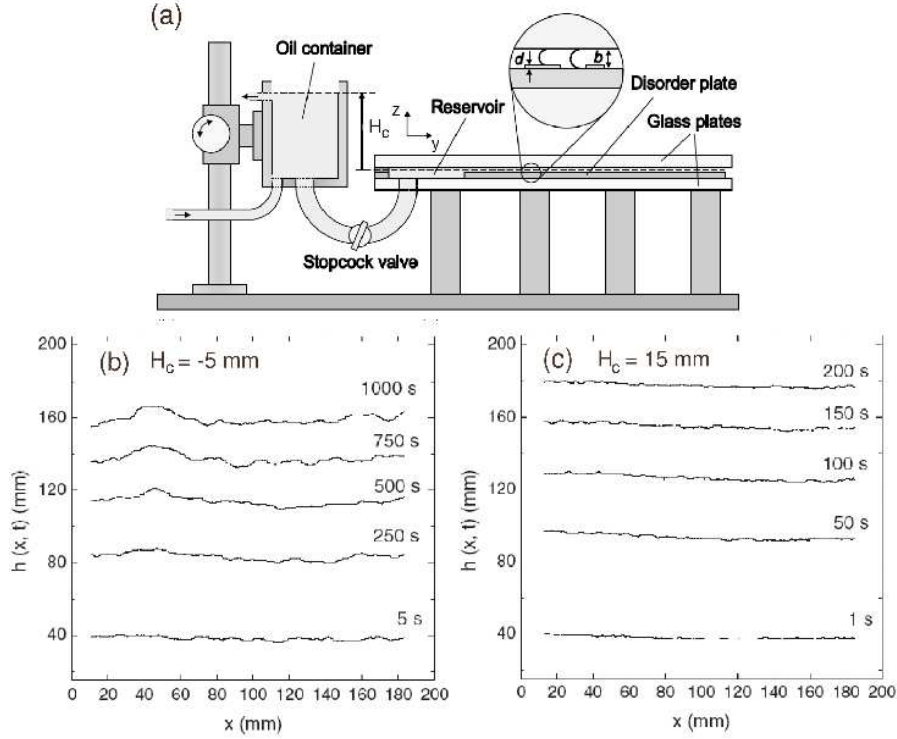 (a)
Oil container
d
b
Disorder plate
Reservoir
Glass plates
z
y
H_c
Stopcock valve
(b) H_c = -5 mm
200
160
120
80
40
h (x, t) (mm)
1000 s
750 s
500 s
250 s
5 s
0 20 40 60 80 100 120 140 160 180 200
x (mm)
(c) H_c = 15 mm
200
160
120
80
40
h (x, t) (mm)
200 s
150 s
100 s
50 s
1 s
0 20 40 60 80 100 120 140 160 180 200
x (mm)